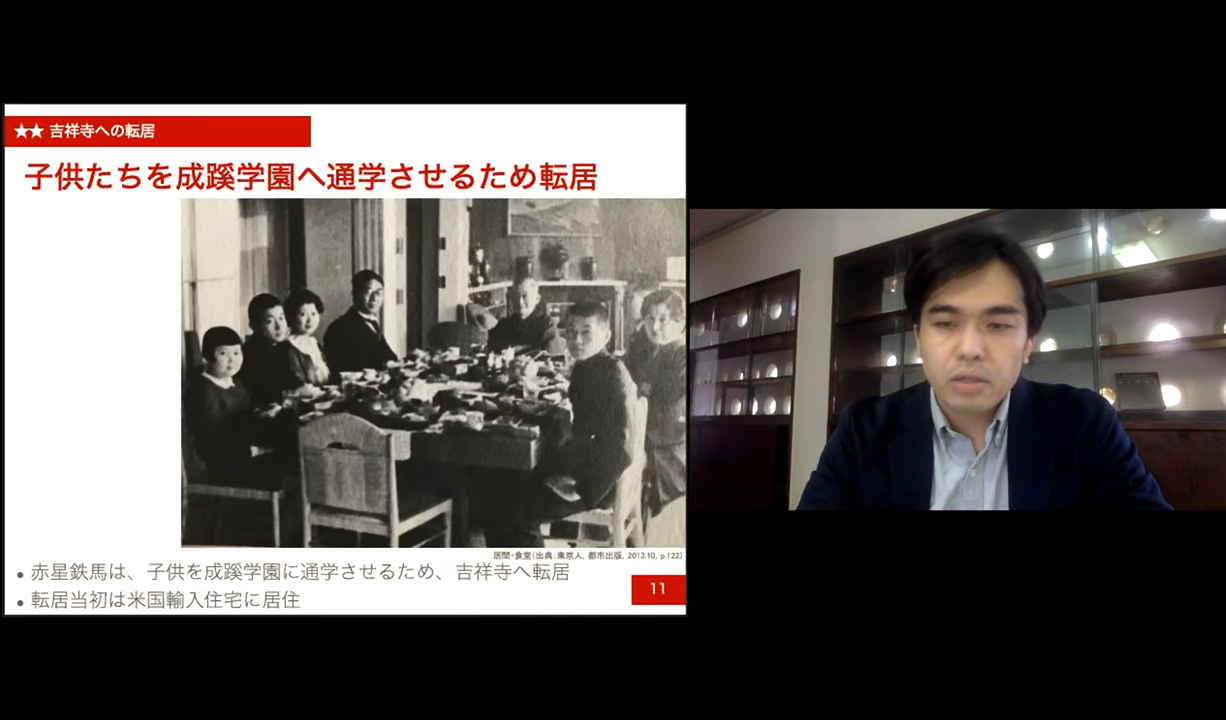 ★★ 吉祥寺への転居
子供たちを成蹊学園へ通学させるため転居
居間・食堂(出典:東京人, 都市出版, 2013.10, p.122)
• 赤星鉄馬は、子供を成蹊学園に通学させるため、吉祥寺へ転居
• 転居当初は米国輸入住宅に居住
11